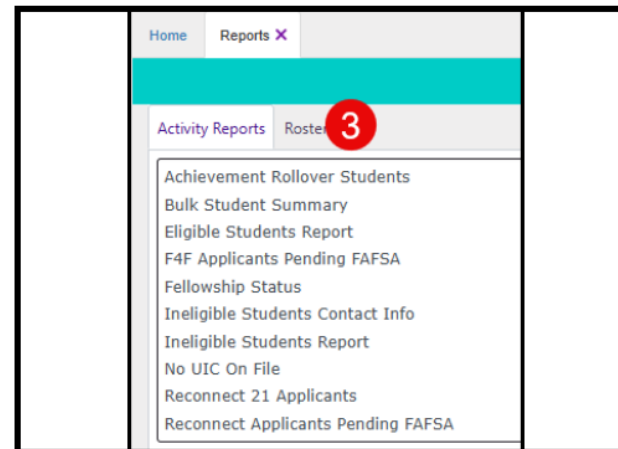 Home Reports X
Activity Reports Roster 3
Achievement Rollover Students
Bulk Student Summary
Eligible Students Report
F4F Applicants Pending FAFSA
Fellowship Status
Ineligible Students Contact Info
Ineligible Students Report
No UIC On File
Reconnect 21 Applicants
Reconnect Applicants Pending FAFSA